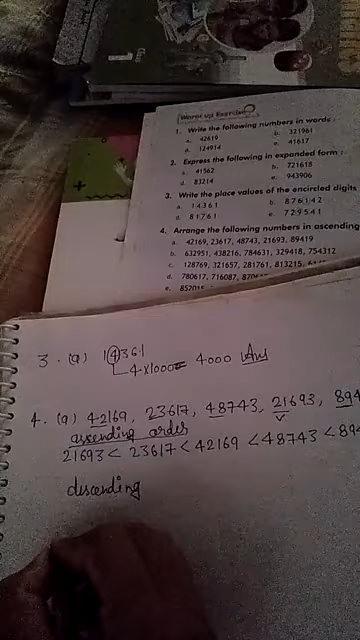 1
Warm-up Exercise
1. Write the following numbers in words :
a. 42619 b. 321961
d. 124914 e. 41617
2. Express the following in expanded form :
a. 41562 b. 721618
d. 83214 e. 943906
3. Write the place values of the encircled digits
a. 14361 b. 876142
d. 81761 e. 729541
4. Arrange the following numbers in ascending
a. 42169, 23617, 48743, 21693, 89419
b. 632951, 438216, 784631, 329418, 754312
c. 128769, 321657, 281761, 813215,
d. 780617, 716087,
e.
3. (a) 14361
4×1000= 4000 Ans
4. (a) 42169, 23617, 48743, 21693, 894
assending order
21693 < 23617 < 42169 < 48743 < 894
discending